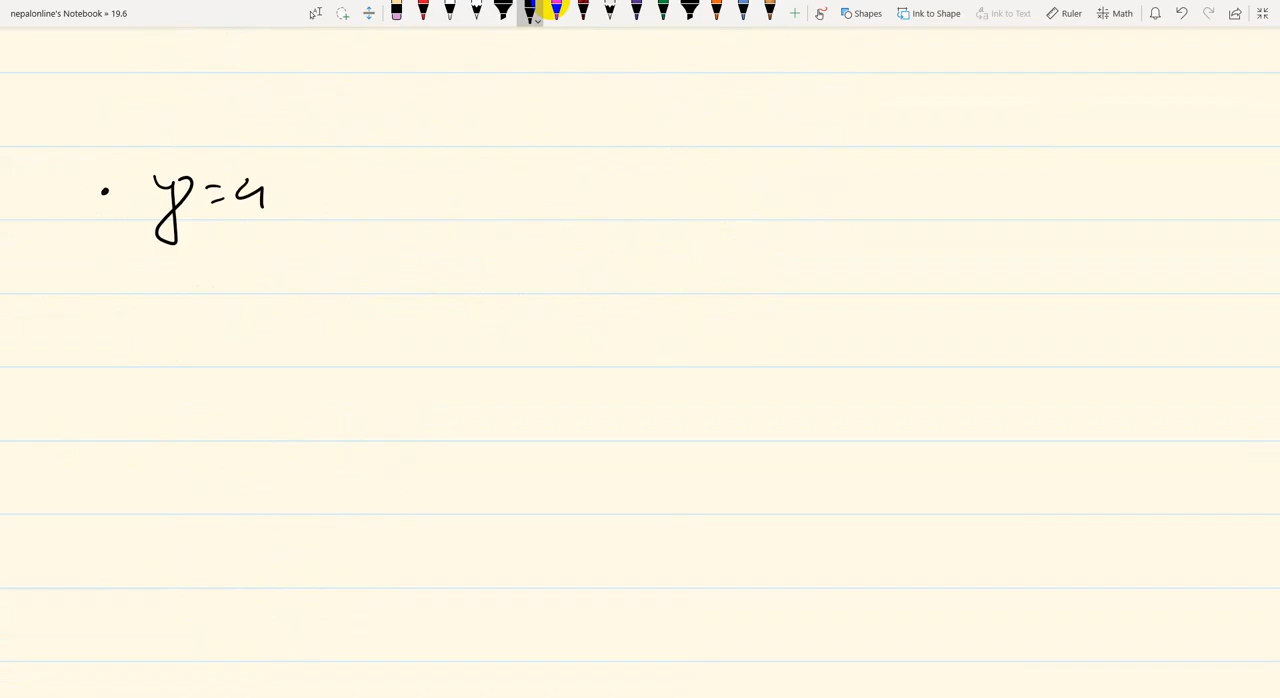 nepalonline's Notebook » 19.6
Shapes Ink to Shape Ink to Text Ruler Math
• y = 4